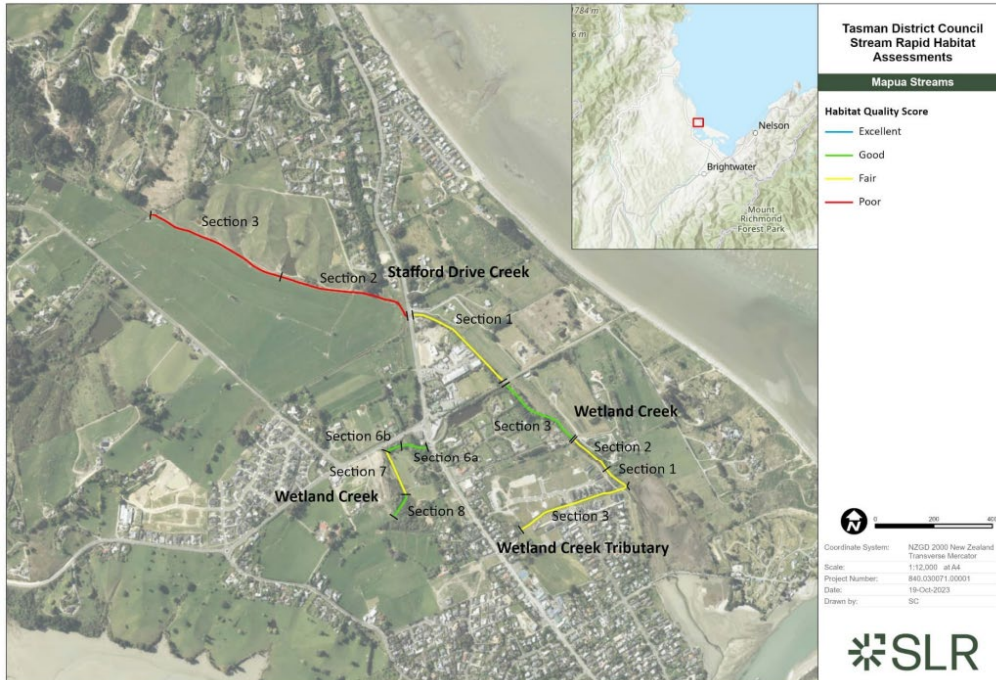 Tasman District Council
Stream Rapid Habitat
Assessments
Mapua Streams
Habitat Quality Score
Excellent
Good
Fair
Poor
Nelson
Brightwater
Mount
Richmond
Forest Park
Section 3
Section 2
Stafford Drive Creek
Section 1
Wetland Creek
Section 3
Section 2
Section 1
Section 6b
Section 6a
Section 7
Wetland Creek
Section 8
Section 3
Wetland Creek Tributary
N
0 200 400
Coordinate System: NZGD 2000 New Zealand
Transverse Mercator
Scale: 1:12,000 at A4
Project Number: 840.030071.00001
Date: 19-Oct-2023
Drawn by: SC
SLR